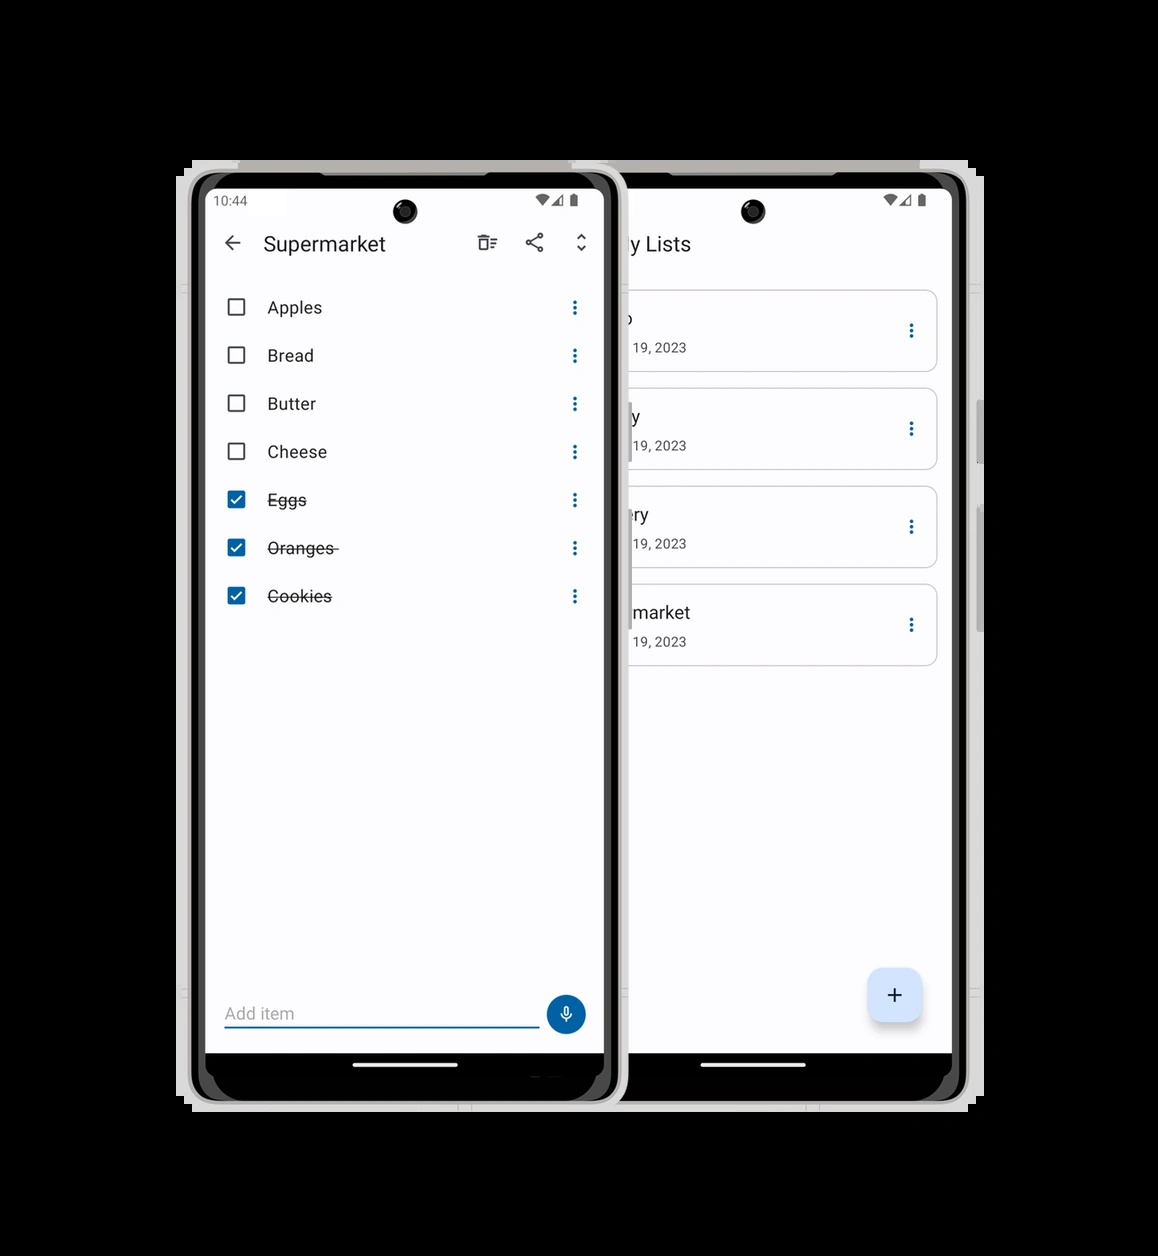 10:44
Supermarket
Apples
Bread
Butter
Cheese
Eggs
Oranges
Cookies
Add item
y Lists
19, 2023
y
19, 2023
ry
19, 2023
market
19, 2023